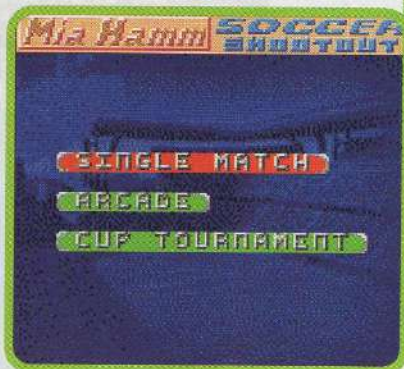 Mia Hamm SOCCER
SHOOTOUT
SINGLE MATCH
ARCADE
CUP TOURNAMENT